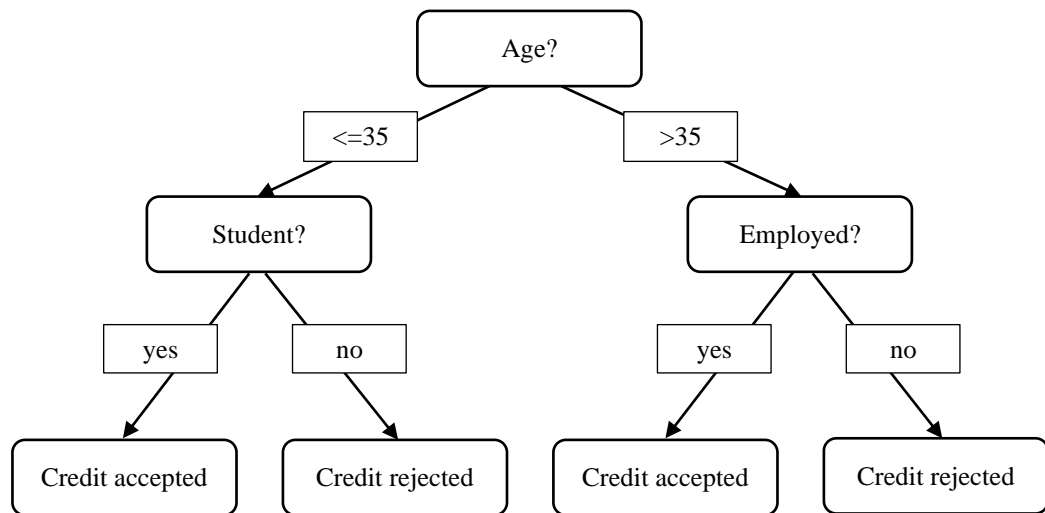 Age?
<=35
>35
Student?
Employed?
yes
no
yes
no
Credit accepted
Credit rejected
Credit accepted
Credit rejected